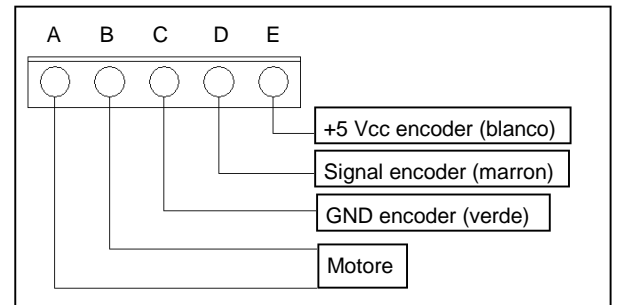 A B C D E
+5 Vcc encoder (blanco)
Signal encoder (marron)
GND encoder (verde)
Motore